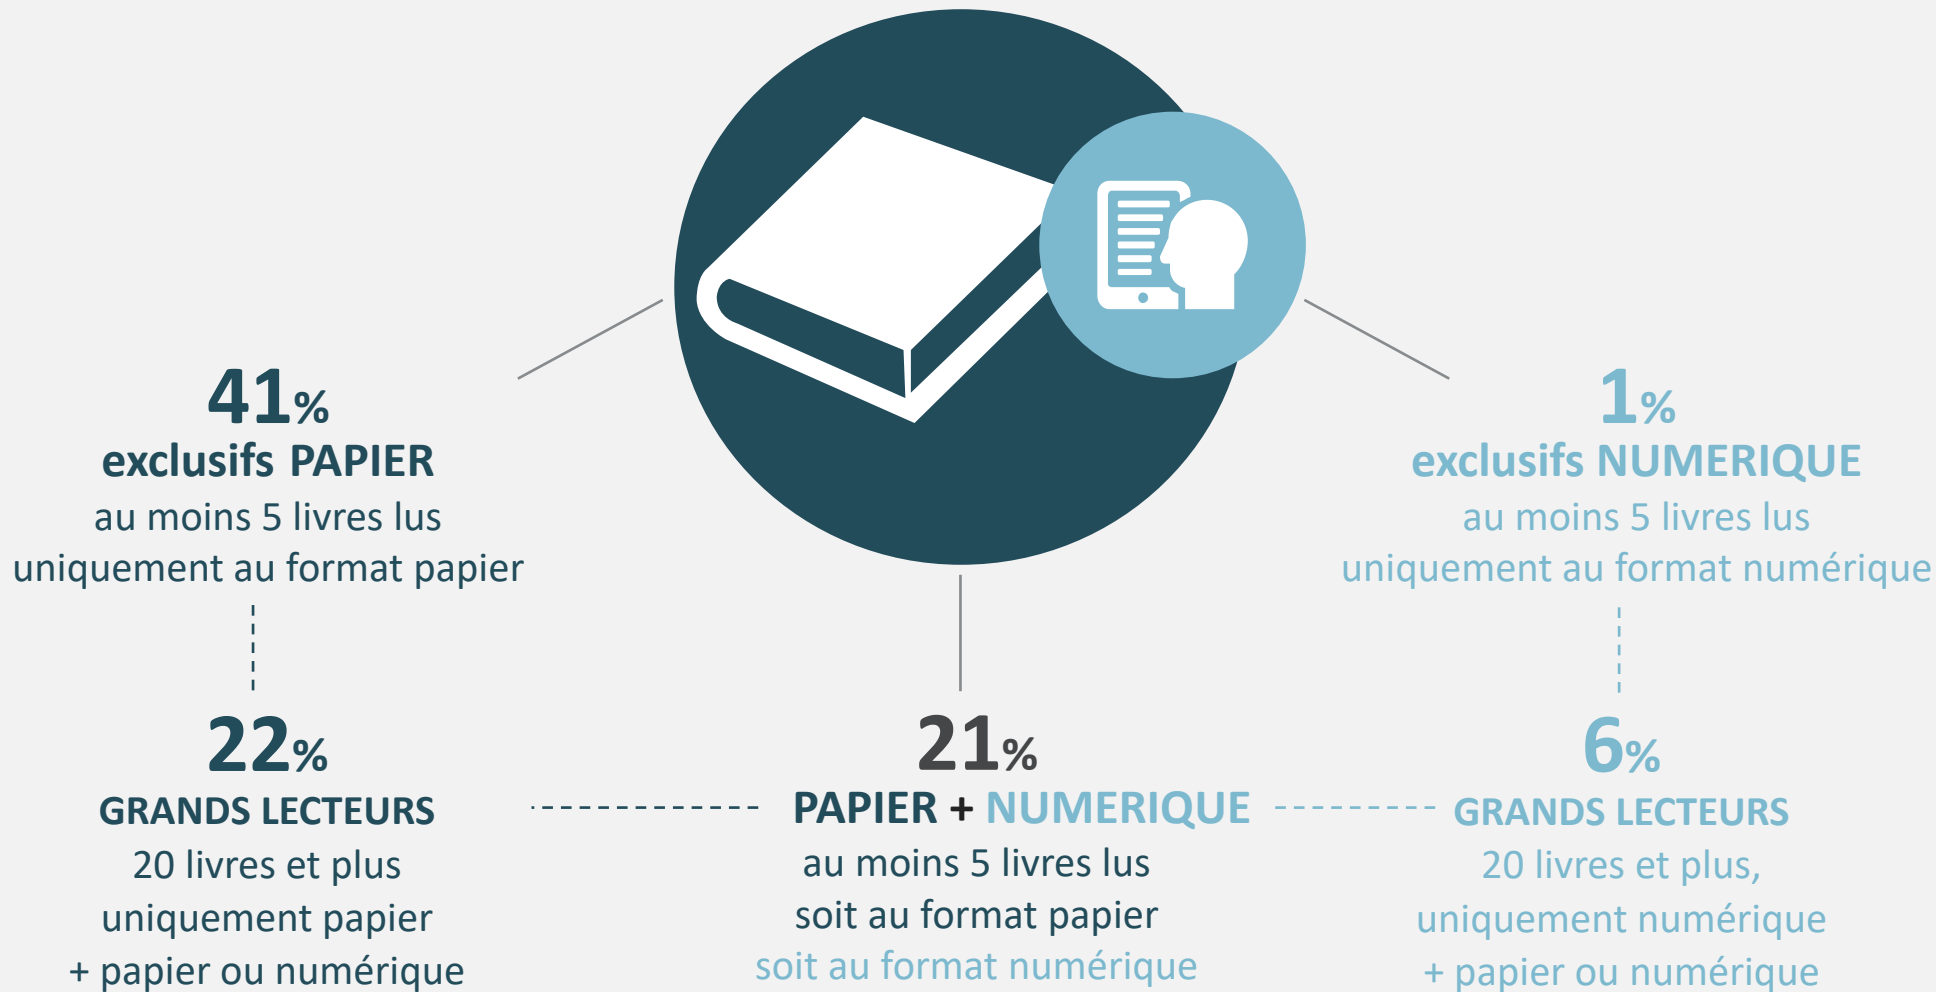 41%
exclusifs PAPIER
au moins 5 livres lus
uniquement au format papier
1%
exclusifs NUMERIQUE
au moins 5 livres lus
uniquement au format numérique
22%
GRANDS LECTEURS
20 livres et plus
uniquement papier
+ papier ou numérique
21%
PAPIER + NUMERIQUE
au moins 5 livres lus
soit au format papier
soit au format numérique
6%
GRANDS LECTEURS
20 livres et plus,
uniquement numérique
+ papier ou numérique